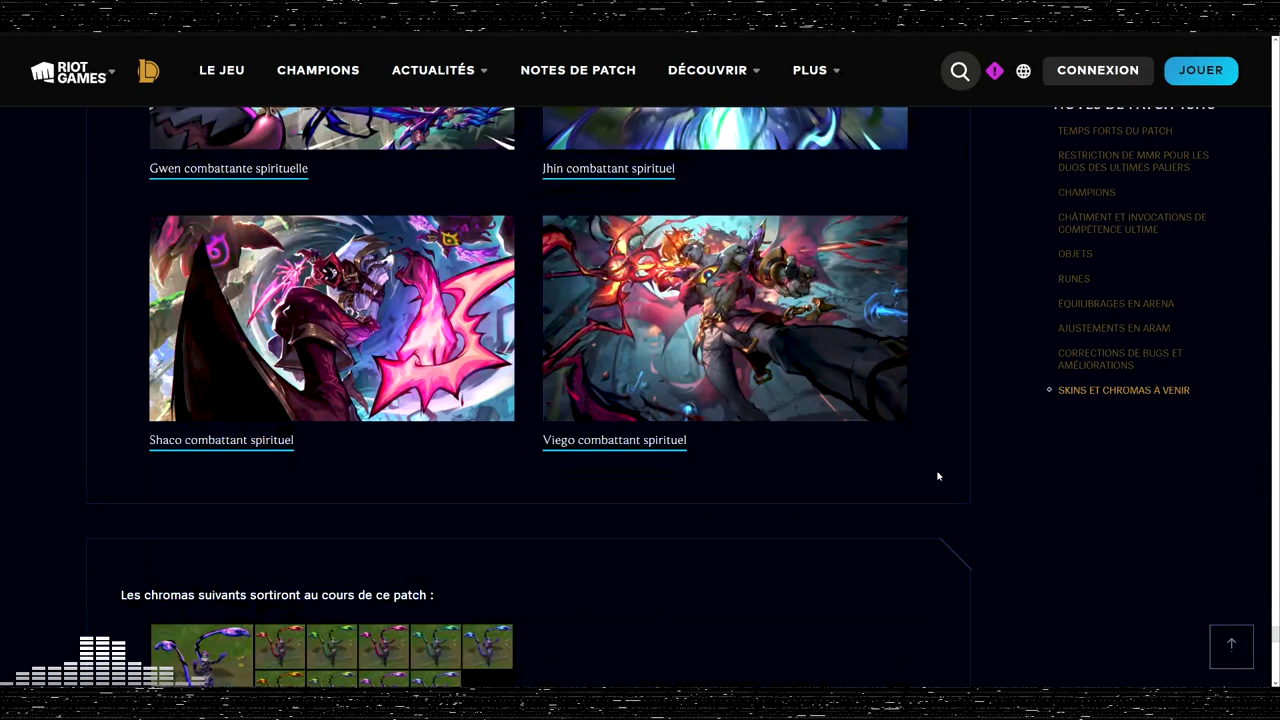 RIOT
GAMES
LE JEU
CHAMPIONS
ACTUALITÉS
NOTES DE PATCH
DÉCOUVRIR
PLUS
CONNEXION
JOUER
Gwen combattante spirituelle
Jhin combattant spirituel
Shaco combattant spirituel
Viego combattant spirituel
Les chromas suivants sortiront au cours de ce patch :
TEMPS FORTS DU PATCH
RESTRICTION DE MMR POUR LES
DUOS DES ULTIMES PALIERS
CHAMPIONS
CHÂTIMENT ET INVOCATIONS DE
COMPÉTENCE ULTIME
OBJETS
RUNES
ÉQUILIBRAGES EN ARENA
AJUSTEMENTS EN ARAM
CORRECTIONS DE BUGS ET
AMÉLIORATIONS
SKINS ET CHROMAS À VENIR